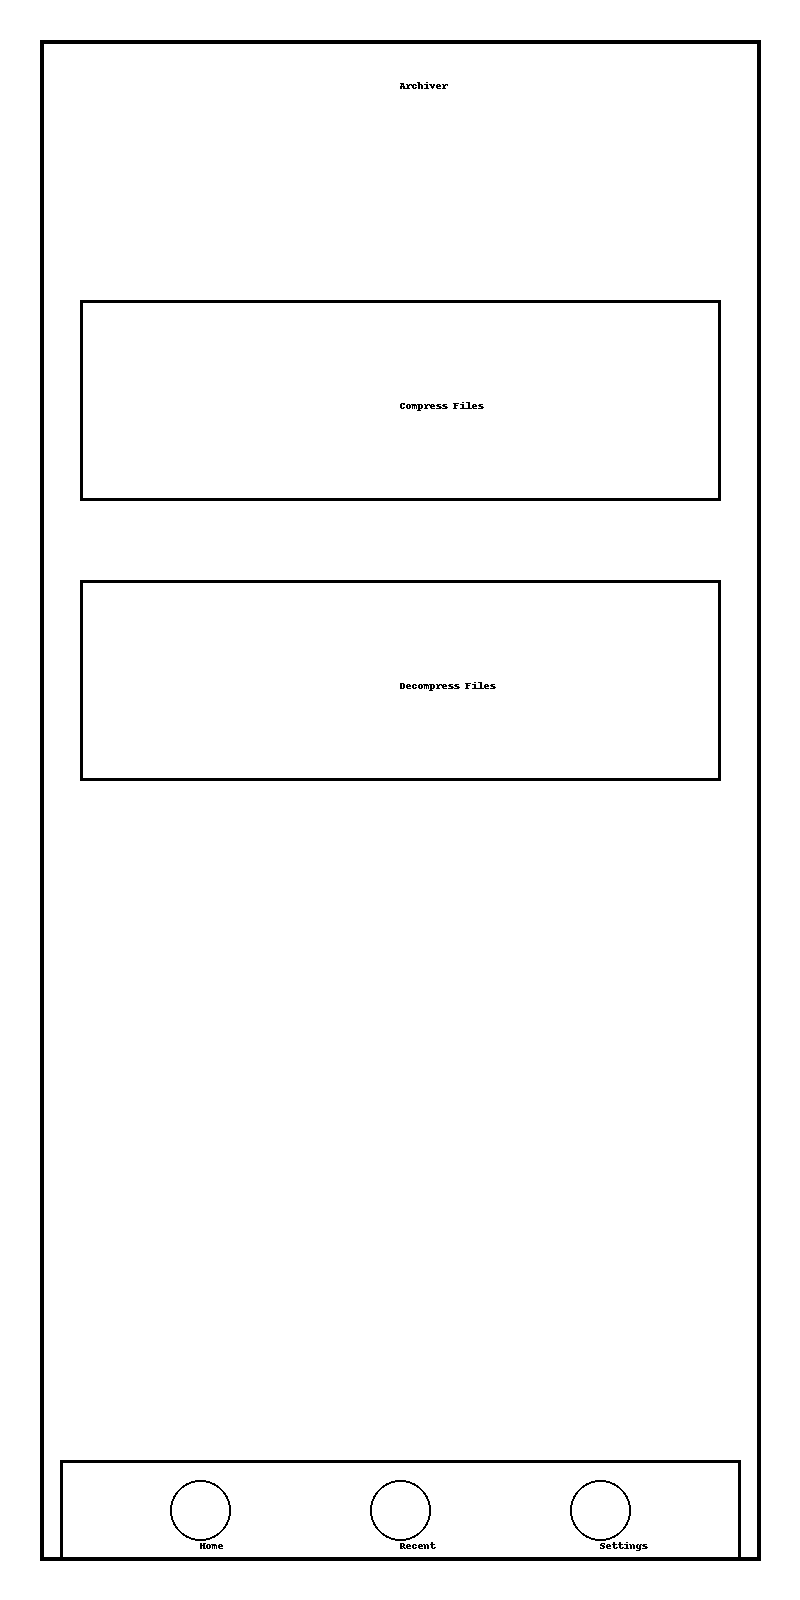 Archiver
Compress Files
Decompress Files
Home Recent Settings